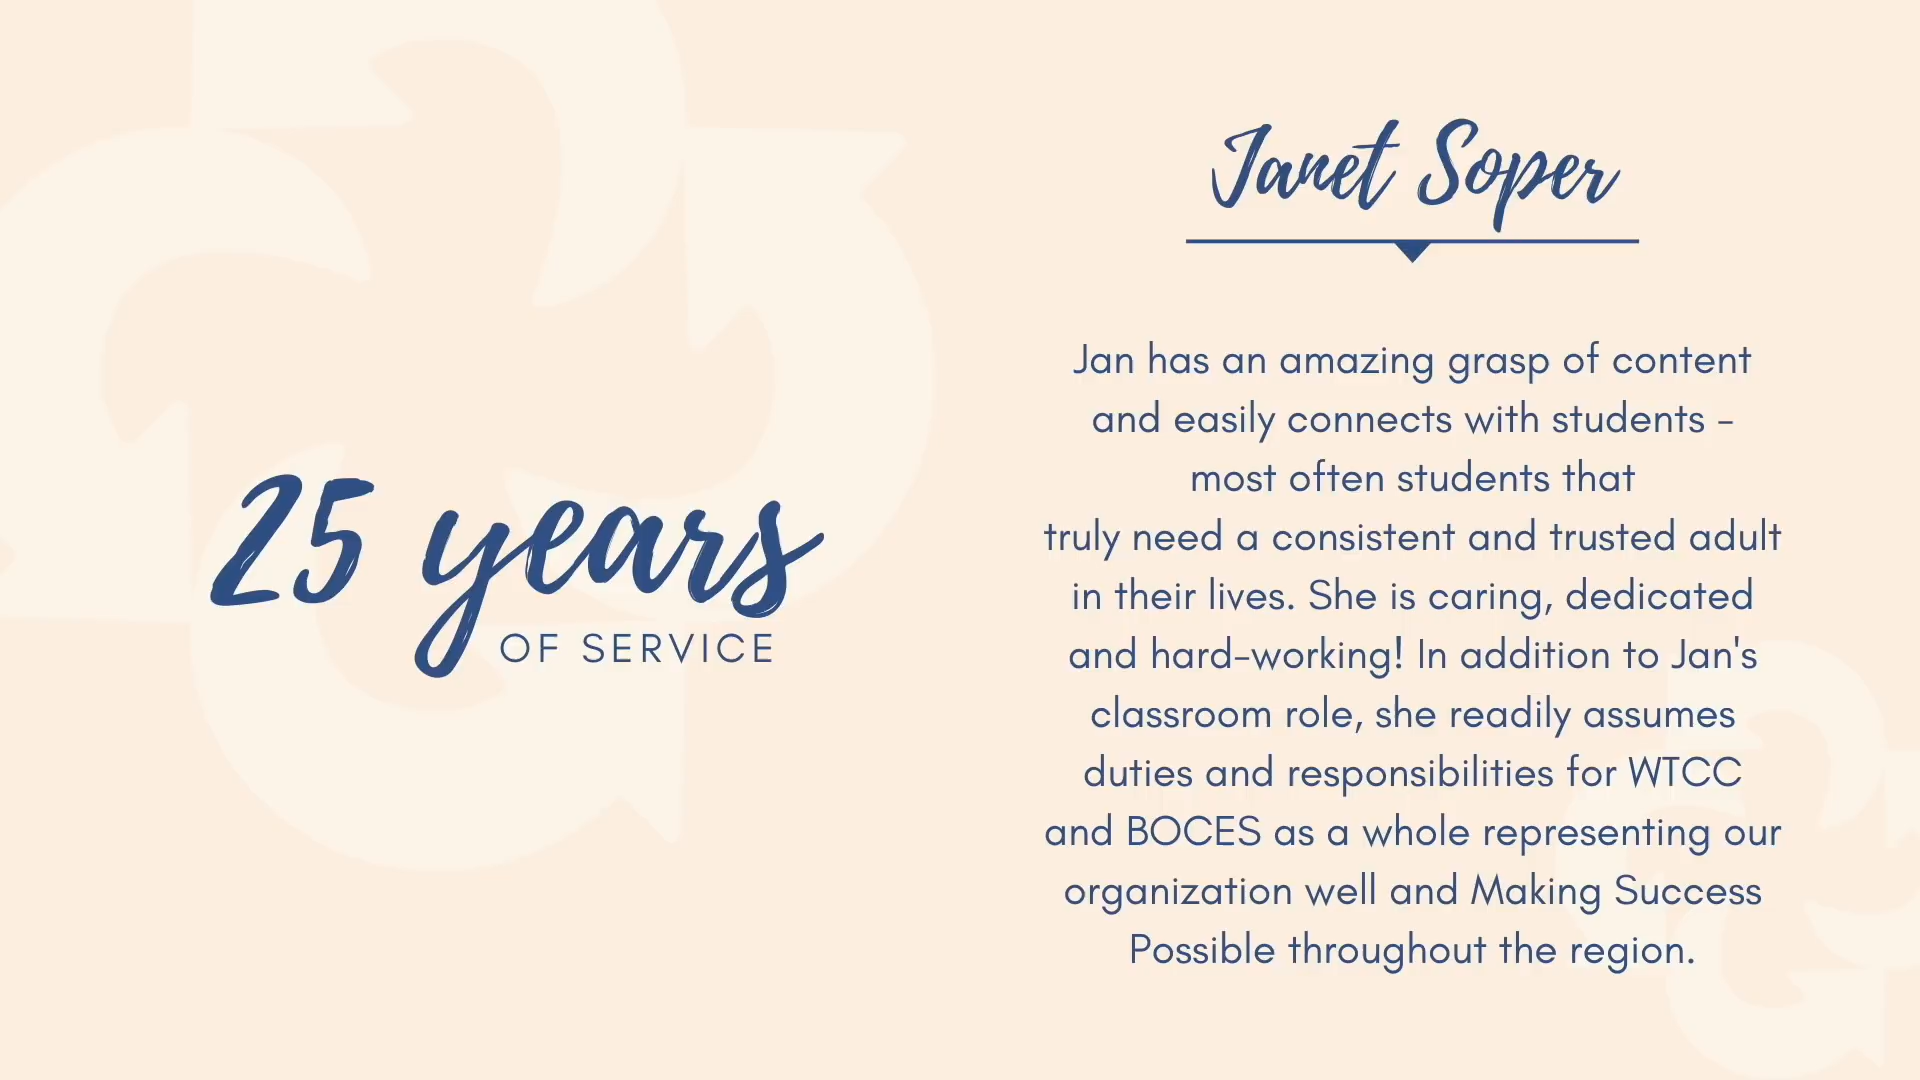 25 years
OF SERVICE
Janet Soper
Jan has an amazing grasp of content
and easily connects with students -
most often students that
truly need a consistent and trusted adult
in their lives. She is caring, dedicated
and hard-working! In addition to Jan's
classroom role, she readily assumes
duties and responsibilities for WTCC
and BOCES as a whole representing our
organization well and Making Success
Possible throughout the region.